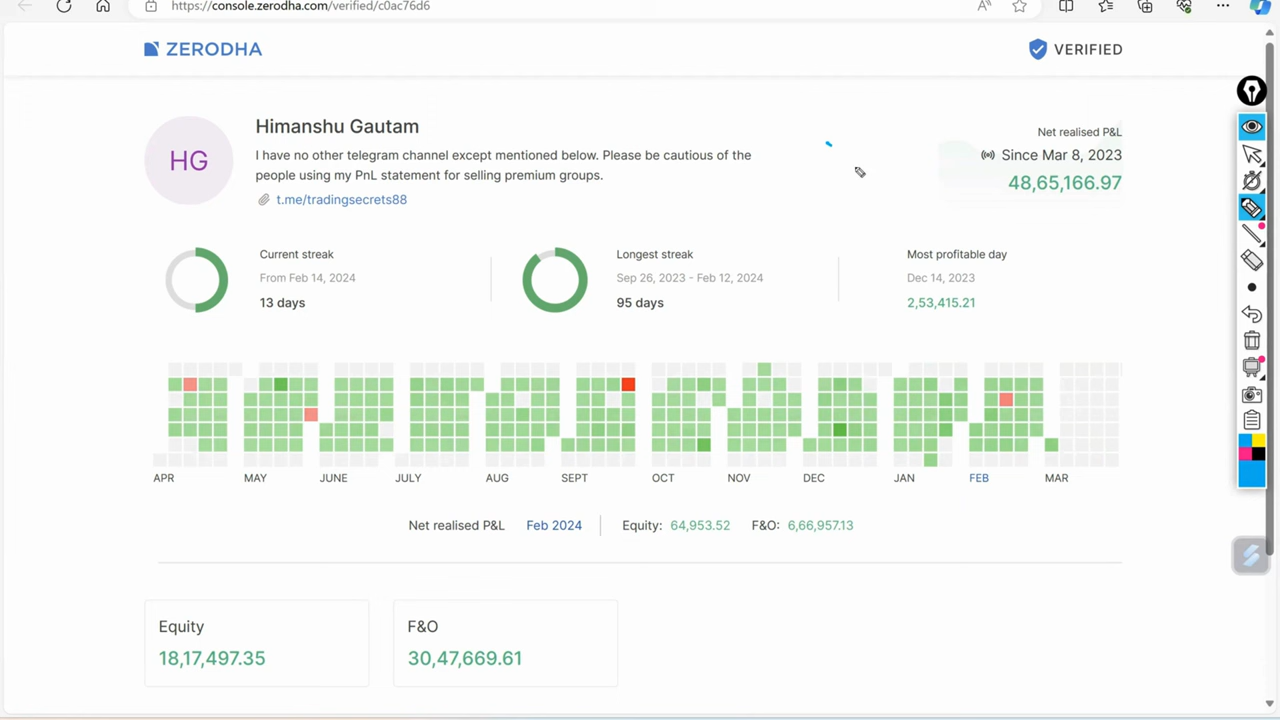 https://console.zerodha.com/verified/c0ac76d6
ZERODHA
VERIFIED
HG
Himanshu Gautam
I have no other telegram channel except mentioned below. Please be cautious of the
people using my PnL statement for selling premium groups.
t.me/tradingsecrets88
Net realised P&L
Since Mar 8, 2023
48,65,166.97
Current streak
From Feb 14, 2024
13 days
Longest streak
Sep 26, 2023 - Feb 12, 2024
95 days
Most profitable day
Dec 14, 2023
2,53,415.21
APR MAY JUNE JULY AUG SEPT OCT NOV DEC JAN FEB MAR
Net realised P&L Feb 2024 Equity: 64,953.52 F&O: 6,66,957.13
Equity
18,17,497.35
F&O
30,47,669.61